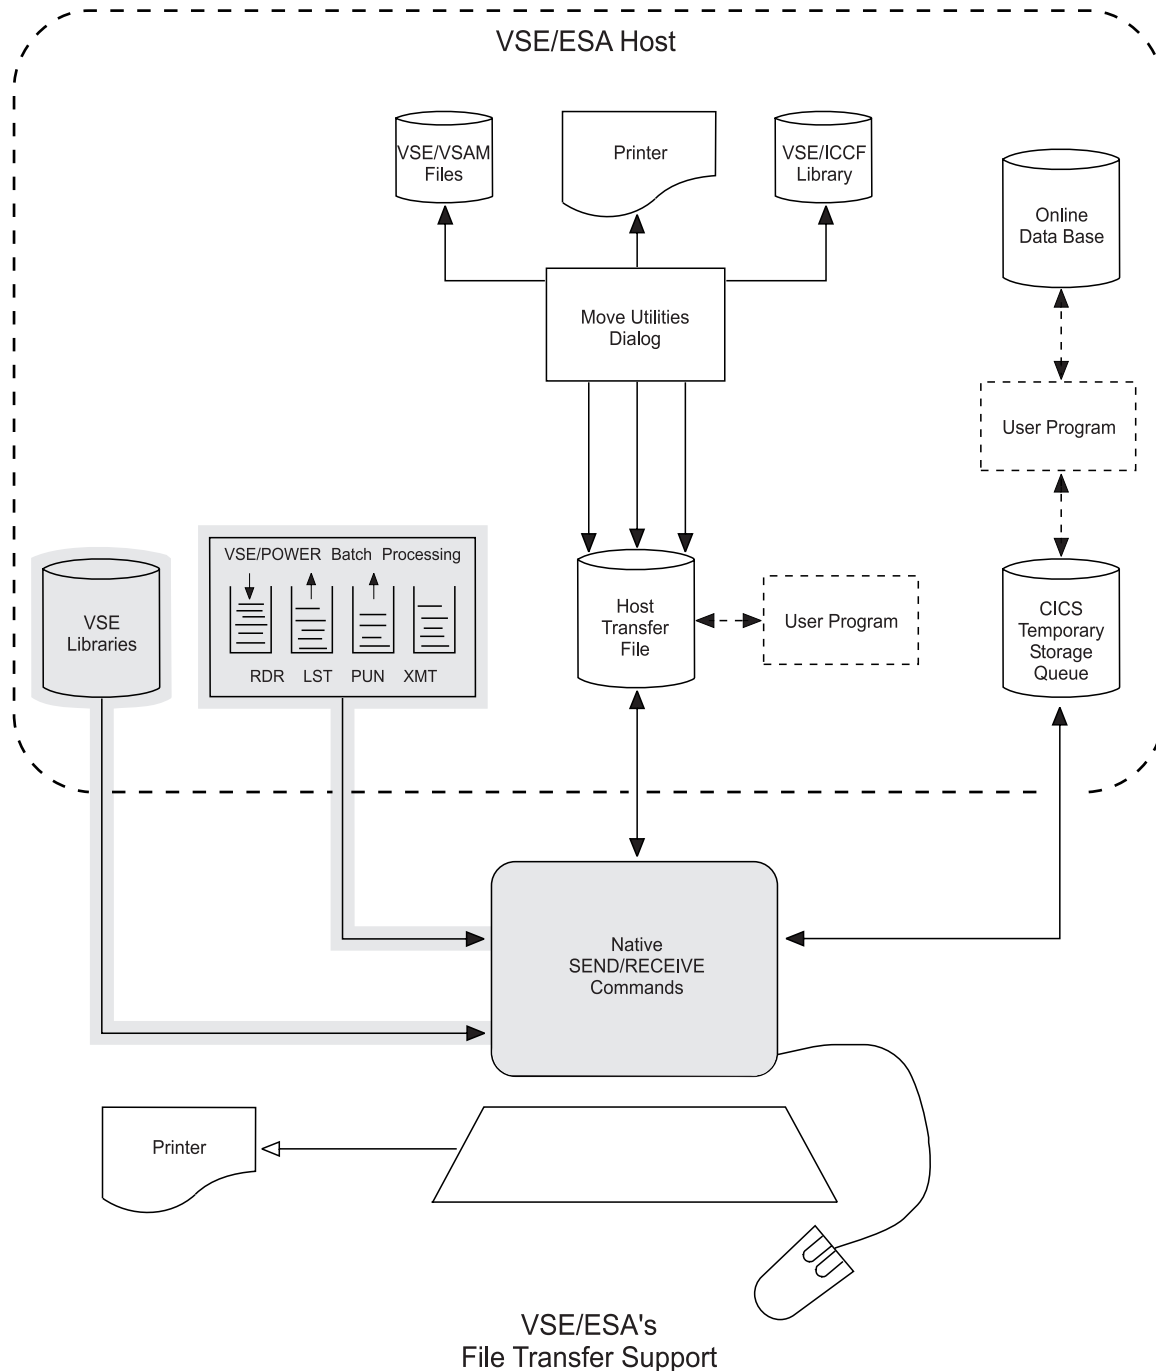 VSE/ESA Host
VSE/VSAM
Files
Printer
VSE/ICCF
Library
Online
Data Base
Move Utilities
Dialog
User Program
VSE/POWER Batch Processing
RDR LST PUN XMT
VSE
Libraries
Host
Transfer
File
User Program
CICS
Temporary
Storage
Queue
Native
SEND/RECEIVE
Commands
Printer
VSE/ESA's
File Transfer Support